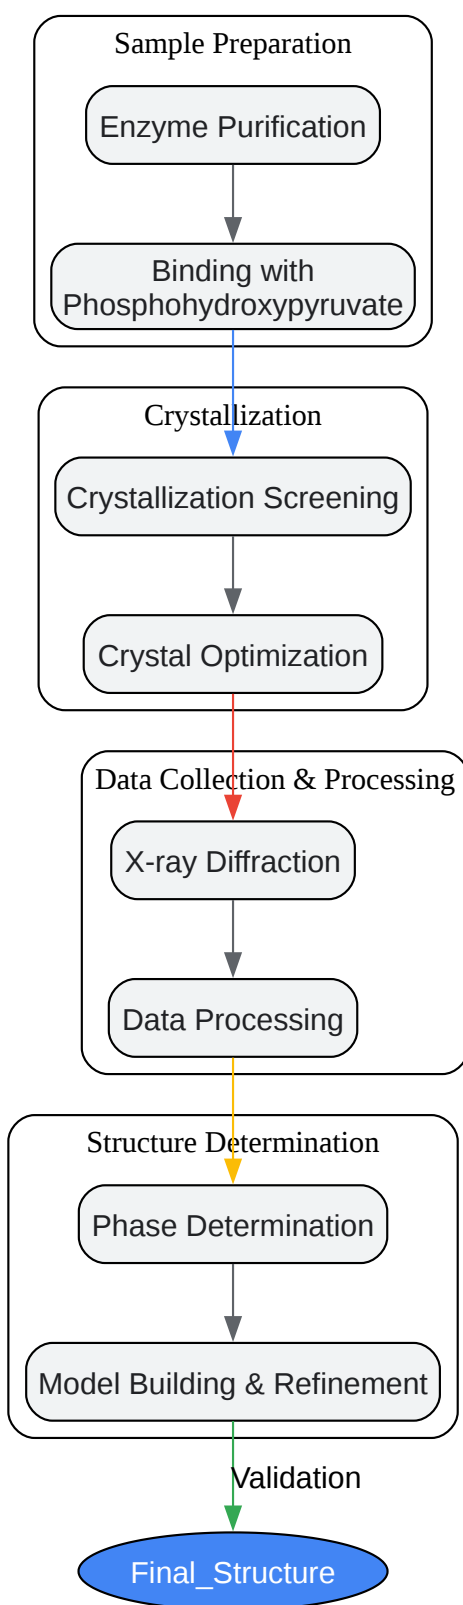 Sample Preparation
Enzyme Purification
Binding with
Phosphohydroxypyruvate
Crystallization
Crystallization Screening
Crystal Optimization
Data Collection & Processing
X-ray Diffraction
Data Processing
Structure Determination
Phase Determination
Model Building & Refinement
Validation
Final_Structure